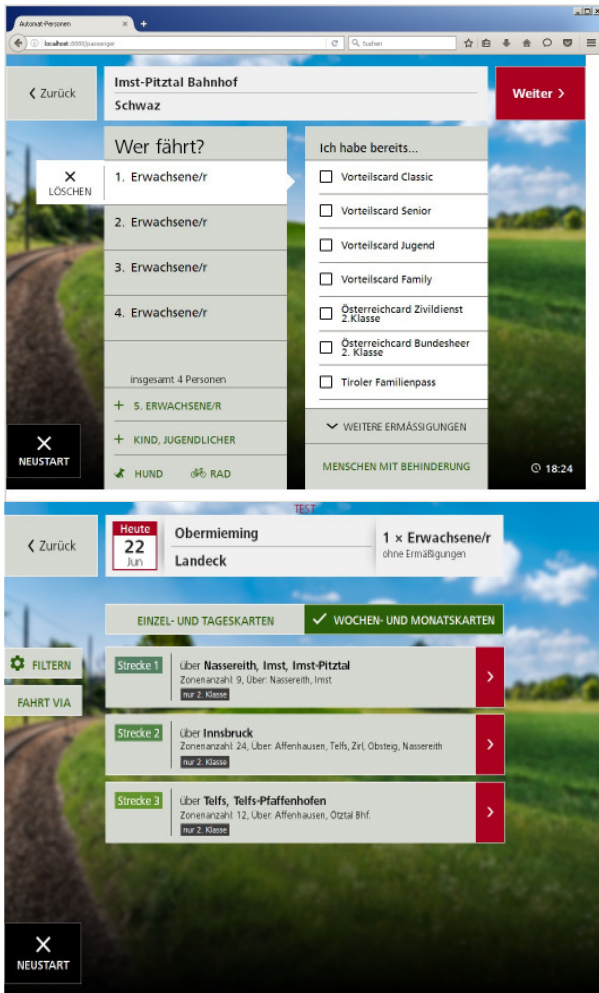 Automat-Personen
localhost:8080/passenger
Suchen
Zurück
Imst-Pitztal Bahnhof
Schwaz
Weiter
Wer fährt?
LÖSCHEN
1. Erwachsene/r
2. Erwachsene/r
3. Erwachsene/r
4. Erwachsene/r
insgesamt 4 Personen
+ 5. ERWACHSENE/R
+ KIND, JUGENDLICHER
HUND RAD
Ich habe bereits...
Vorteilscard Classic
Vorteilscard Senior
Vorteilscard Jugend
Vorteilscard Family
Österreichcard Zivildienst
2.Klasse
Österreichcard Bundesheer
2. Klasse
Tiroler Familienpass
WEITERE ERMÄSSIGUNGEN
MENSCHEN MIT BEHINDERUNG
NEUSTART
18:24
TEST
Zurück
Heute
22
Jun
Obermieming
Landeck
1 × Erwachsene/r
ohne Ermäßigungen
EINZEL- UND TAGESKARTEN
WOCHEN- UND MONATSKARTEN
FILTERN
FAHRT VIA
Strecke 1
über Nassereith, Imst, Imst-Pitztal
Zonenanzahl: 9, Über: Nassereith, Imst
nur 2. Klasse
Strecke 2
über Innsbruck
Zonenanzahl: 24, Über: Affenhausen, Telfs, Zirl, Obsteig, Nassereith
nur 2. Klasse
Strecke 3
über Telfs, Telfs-Pfaffenhofen
Zonenanzahl: 12, Über: Affenhausen, Ötztal Bhf.
nur 2. Klasse
NEUSTART